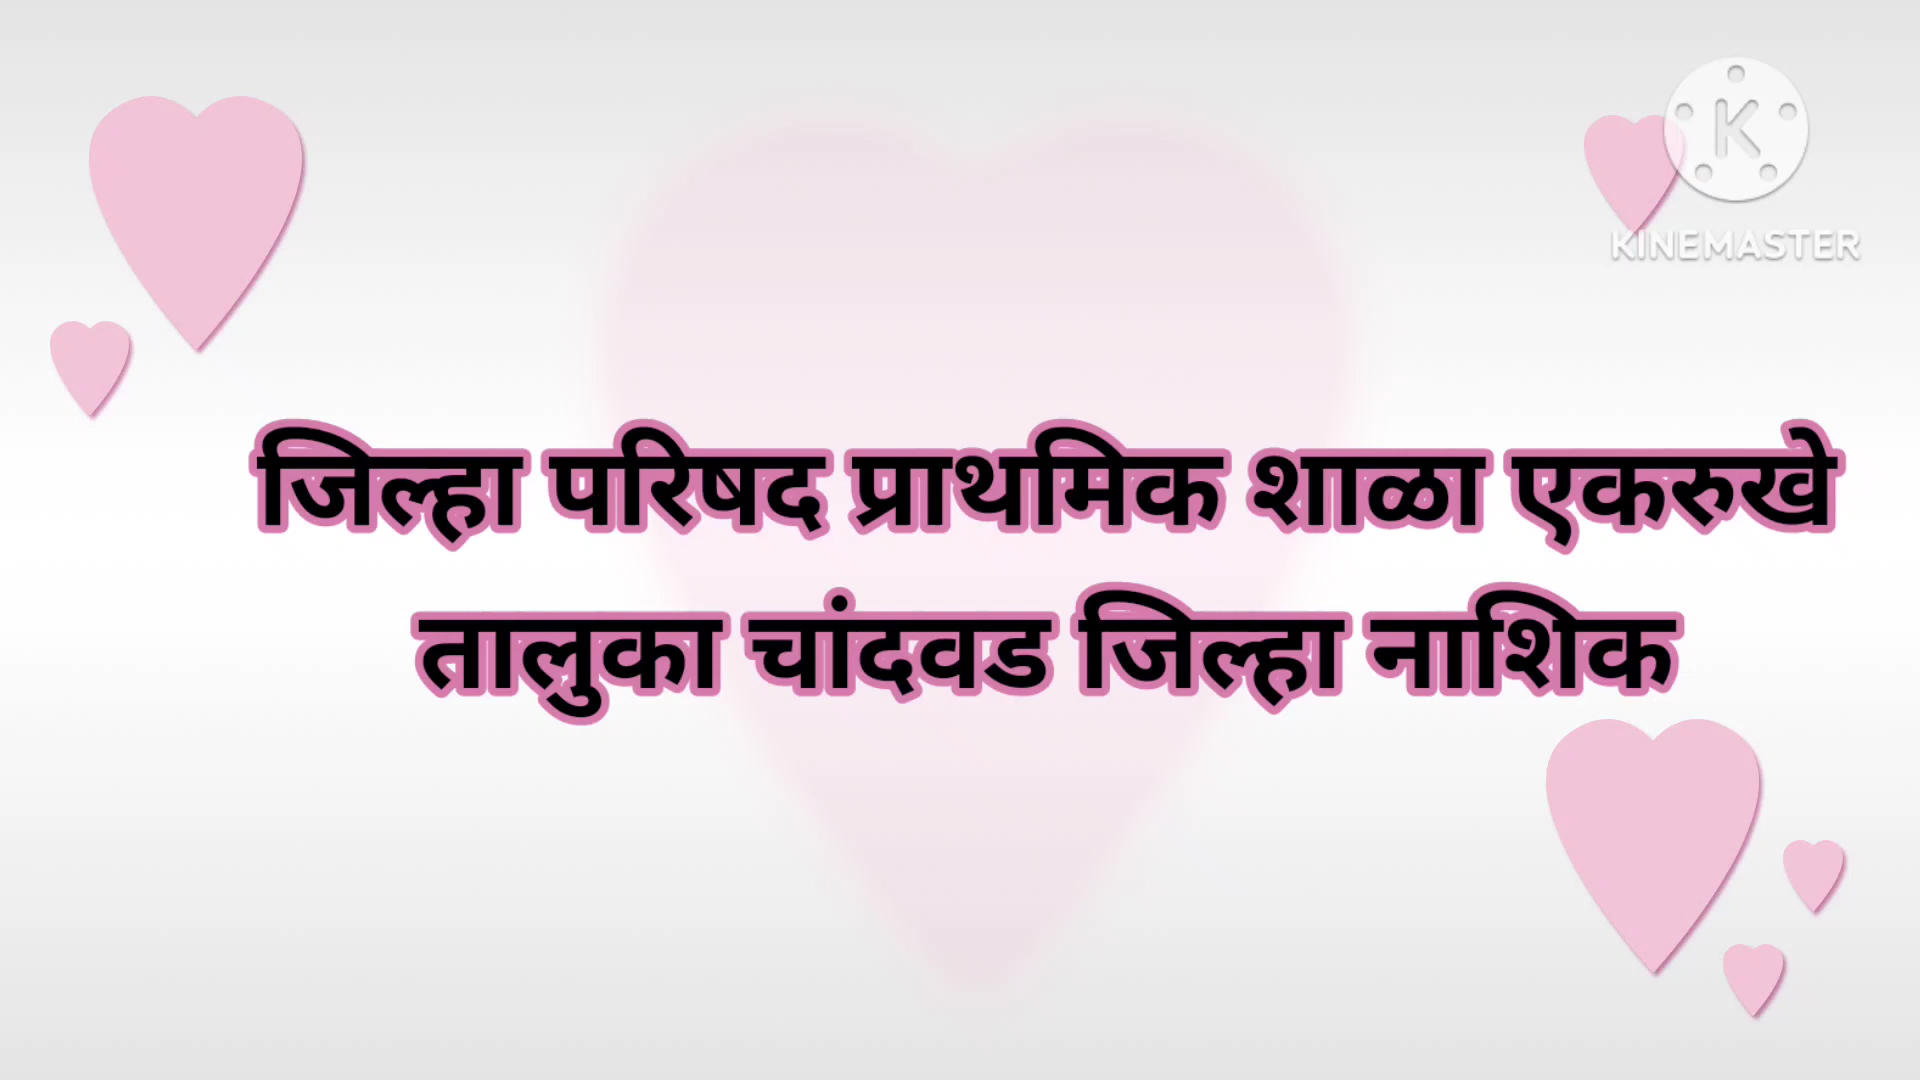 K
KINEMASTER
जिल्हा परिषद प्राथमिक शाळा एकरुखे
तालुका चांदवड जिल्हा नाशिक